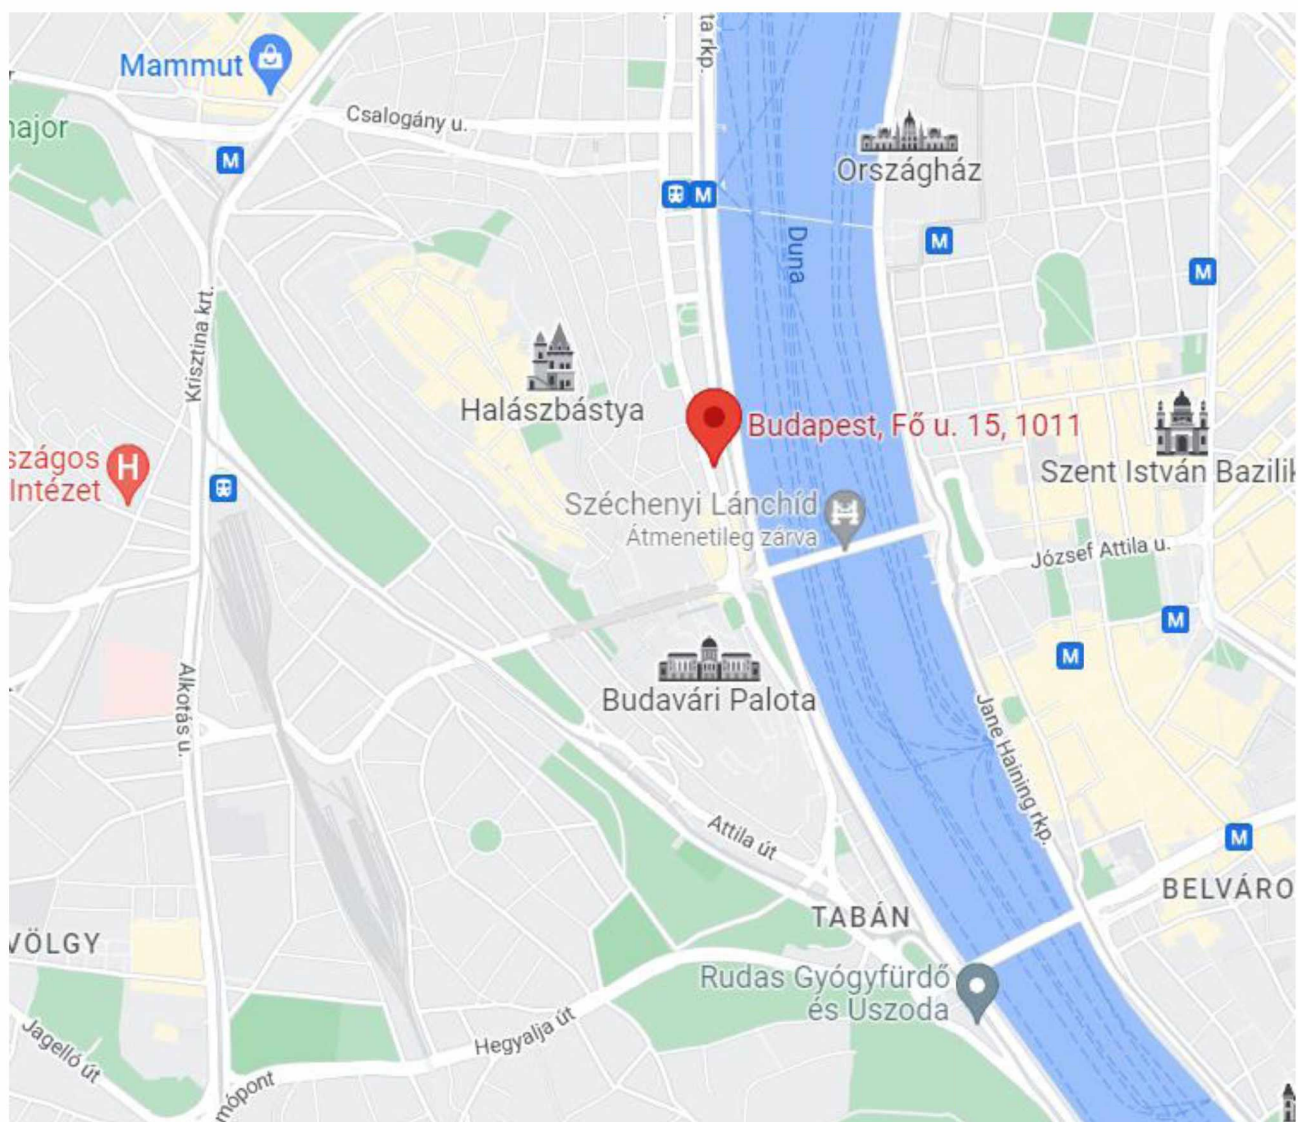 ta rkp.
Mammut
Csalogány u.
major
M
Országház
M
M
Duna
M
Krisztina krt.
Halászbástya
Budapest, Fő u. 15, 1011
szágos
Intézet
H
Szent István Bazilik
Széchenyi Lánchíd
Átmenetileg zárva
József Attila u.
M
M
Budavári Palota
Alkotás u.
Jane Haining rkp.
Attila út
M
BELVÁRO
TABÁN
VÖLGY
Rudas Gyógyfürdő
és Uszoda
Hegyalja út
Jagelló út
mópont